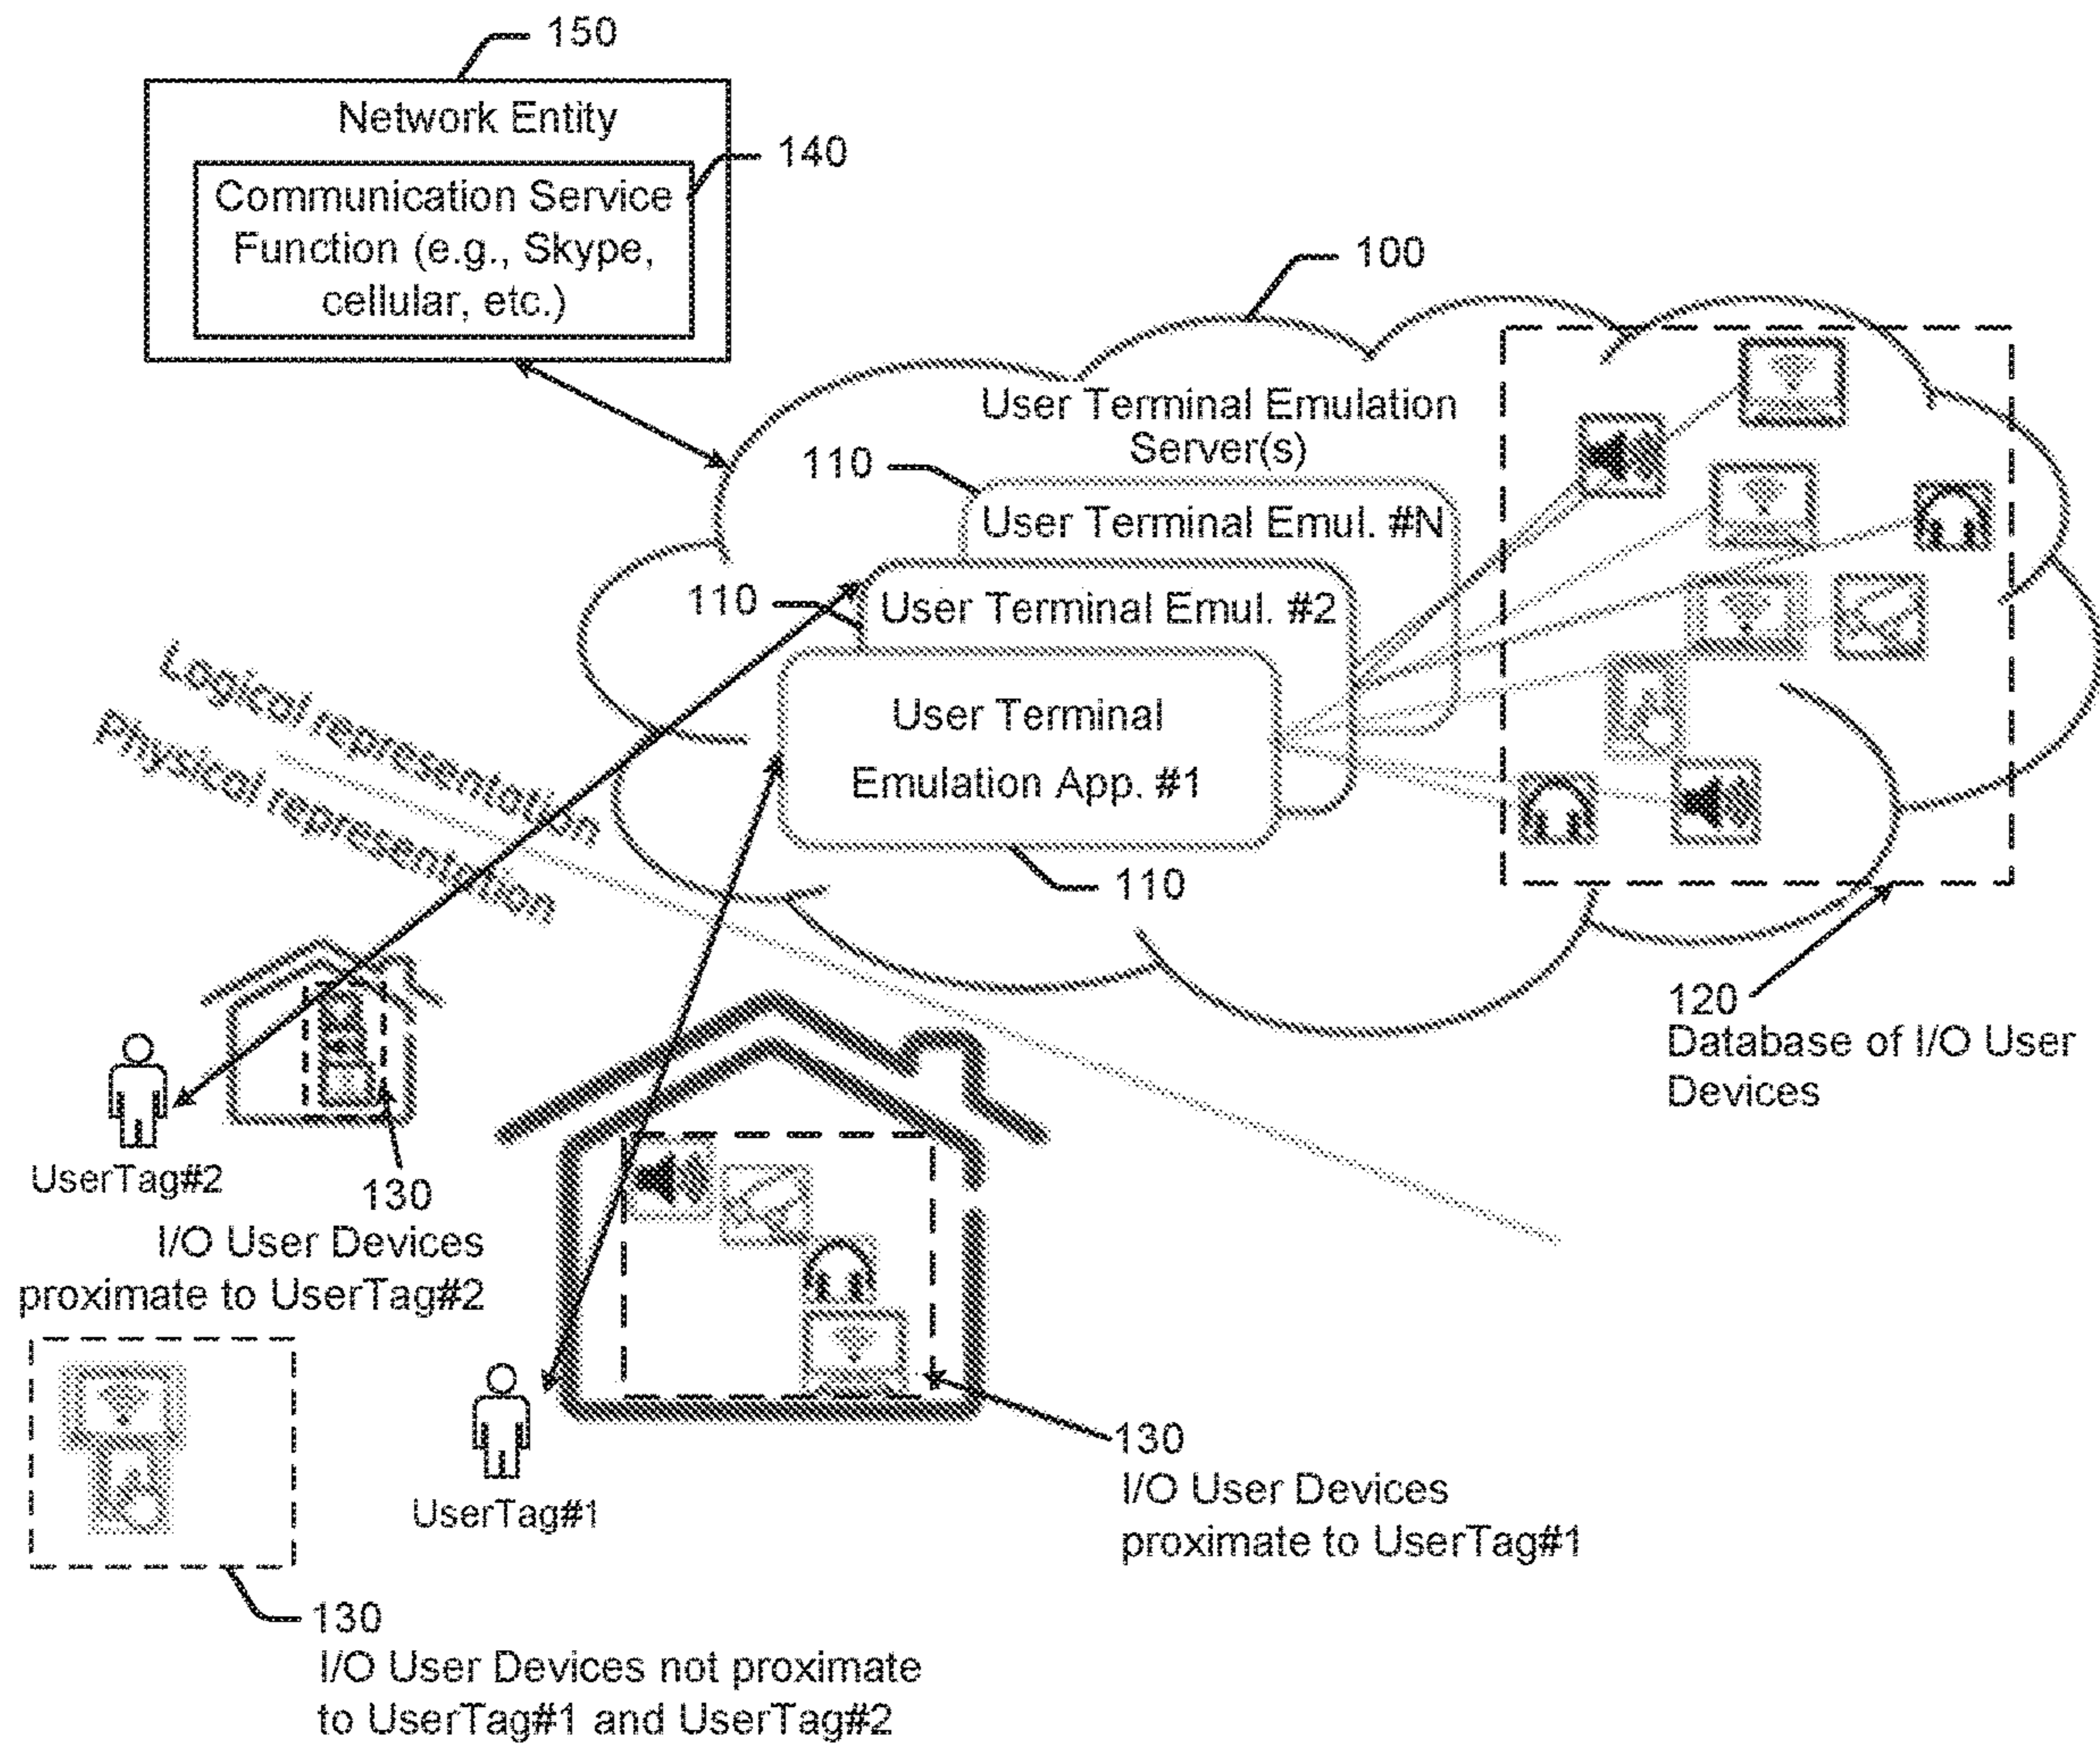 150
Network Entity
140
Communication Service
Function (e.g., Skype,
cellular, etc.)
100
User Terminal Emulation
Server(s)
110
User Terminal Emul. #N
110
User Terminal Emul. #2
User Terminal
Emulation App. #1
110
Logical representation
Physical representation
120
Database of I/O User
Devices
UserTag#2
130
I/O User Devices
proximate to UserTag#2
UserTag#1
130
I/O User Devices
proximate to UserTag#1
130
I/O User Devices not proximate
to UserTag#1 and UserTag#2